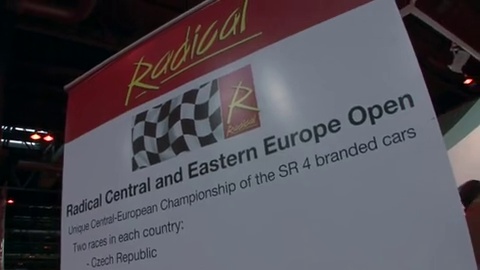 Radical
R
Radical
Radical Central and Eastern Europe Open
Unique Central-European Championship of the SR 4 branded cars
Two races in each country:
- Czech Republic